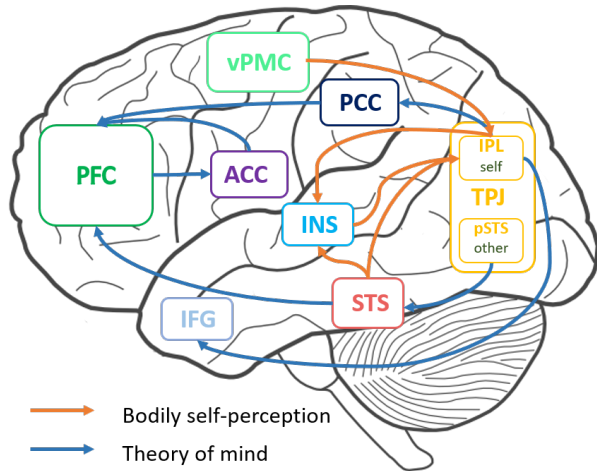 vPMC
PCC
PFC
ACC
IPL
self
TPJ
pSTS
other
INS
STS
IFG
Bodily self-perception
Theory of mind